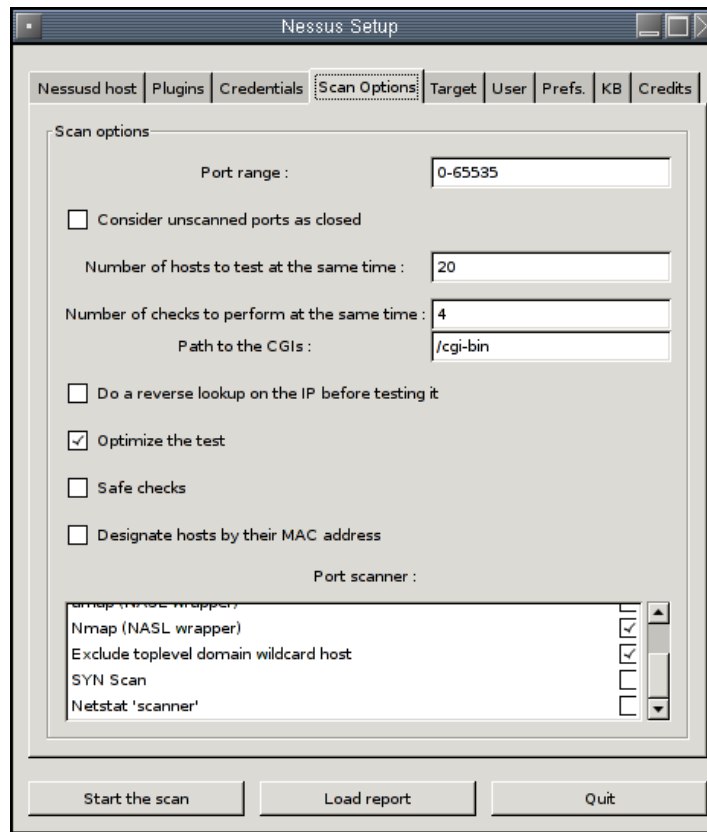 Nessus Setup
Nessusd host Plugins Credentials Scan Options Target User Prefs. KB Credits
Scan options
Port range : 0-65535
Consider unscanned ports as closed
Number of hosts to test at the same time : 20
Number of checks to perform at the same time : 4
Path to the CGIs : /cgi-bin
Do a reverse lookup on the IP before testing it
Optimize the test
Safe checks
Designate hosts by their MAC address
Port scanner :
(NASL wrapper)
Nmap (NASL wrapper)
Exclude toplevel domain wildcard host
SYN Scan
Netstat 'scanner'
Start the scan Load report Quit